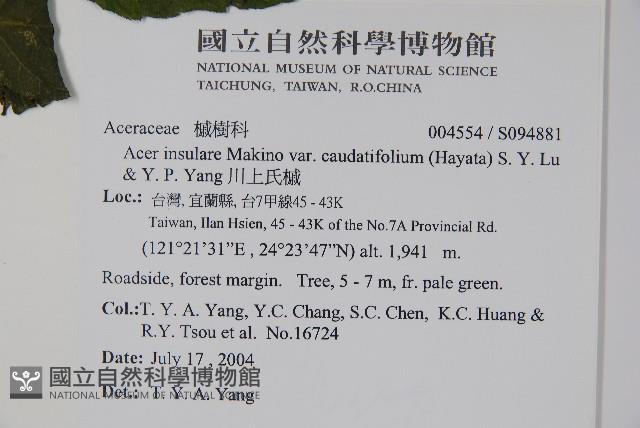 國立自然科學博物館
NATIONAL MUSEUM OF NATURAL SCIENCE
TAICHUNG, TAIWAN, R.O.CHINA
Aceraceae 槭樹科 004554 / S094881
Acer insulare Makino var. caudatifolium (Hayata) S. Y. Lu
& Y. P. Yang 川上氏槭
Loc.: 台灣, 宜蘭縣, 台7甲線45 - 43K
Taiwan, Ilan Hsien, 45 - 43K of the No.7A Provincial Rd.
(121°21'31”E , 24°23'47”N) alt. 1,941 m.
Roadside, forest margin. Tree, 5 - 7 m, fr. pale green.
Col.:T. Y. A. Yang, Y.C. Chang, S.C. Chen, K.C. Huang &
R.Y. Tsou et al. No.16724
Date: July 17 , 2004
國立自然科學博物館
NATIONAL MUSEUM OF NATURAL SCIENCE
Det.: T. Y. A. Yang